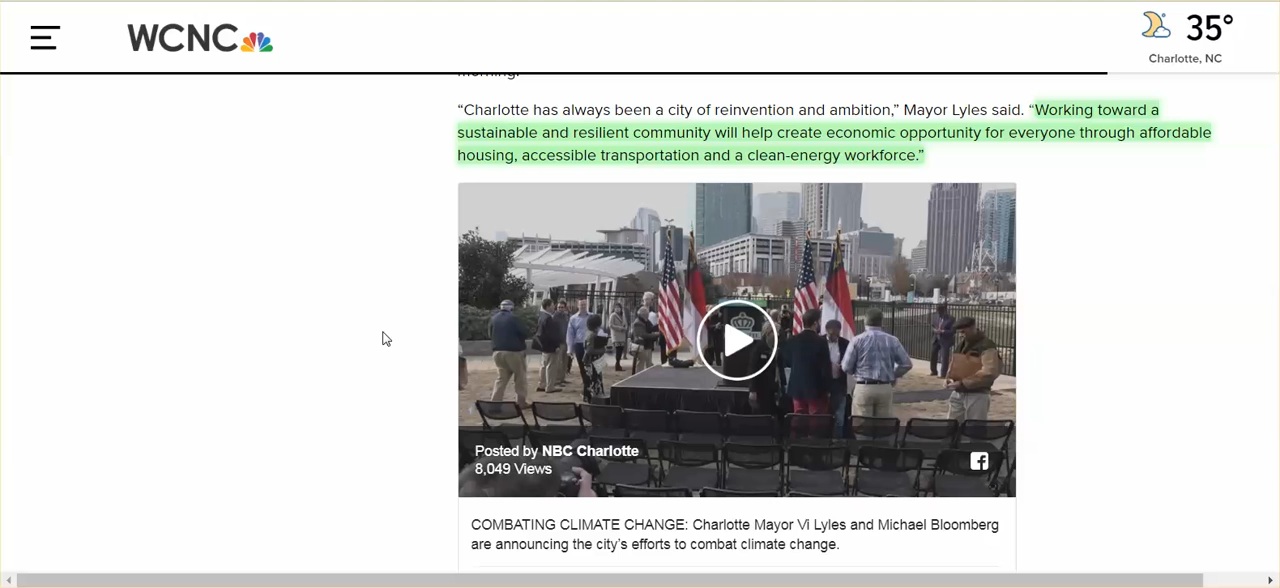 WCNC
35°
Charlotte, NC
morning.
“Charlotte has always been a city of reinvention and ambition,” Mayor Lyles said. “Working toward a
sustainable and resilient community will help create economic opportunity for everyone through affordable
housing, accessible transportation and a clean-energy workforce.”
Posted by NBC Charlotte
8,049 Views
COMBATING CLIMATE CHANGE: Charlotte Mayor Vi Lyles and Michael Bloomberg
are announcing the city’s efforts to combat climate change.